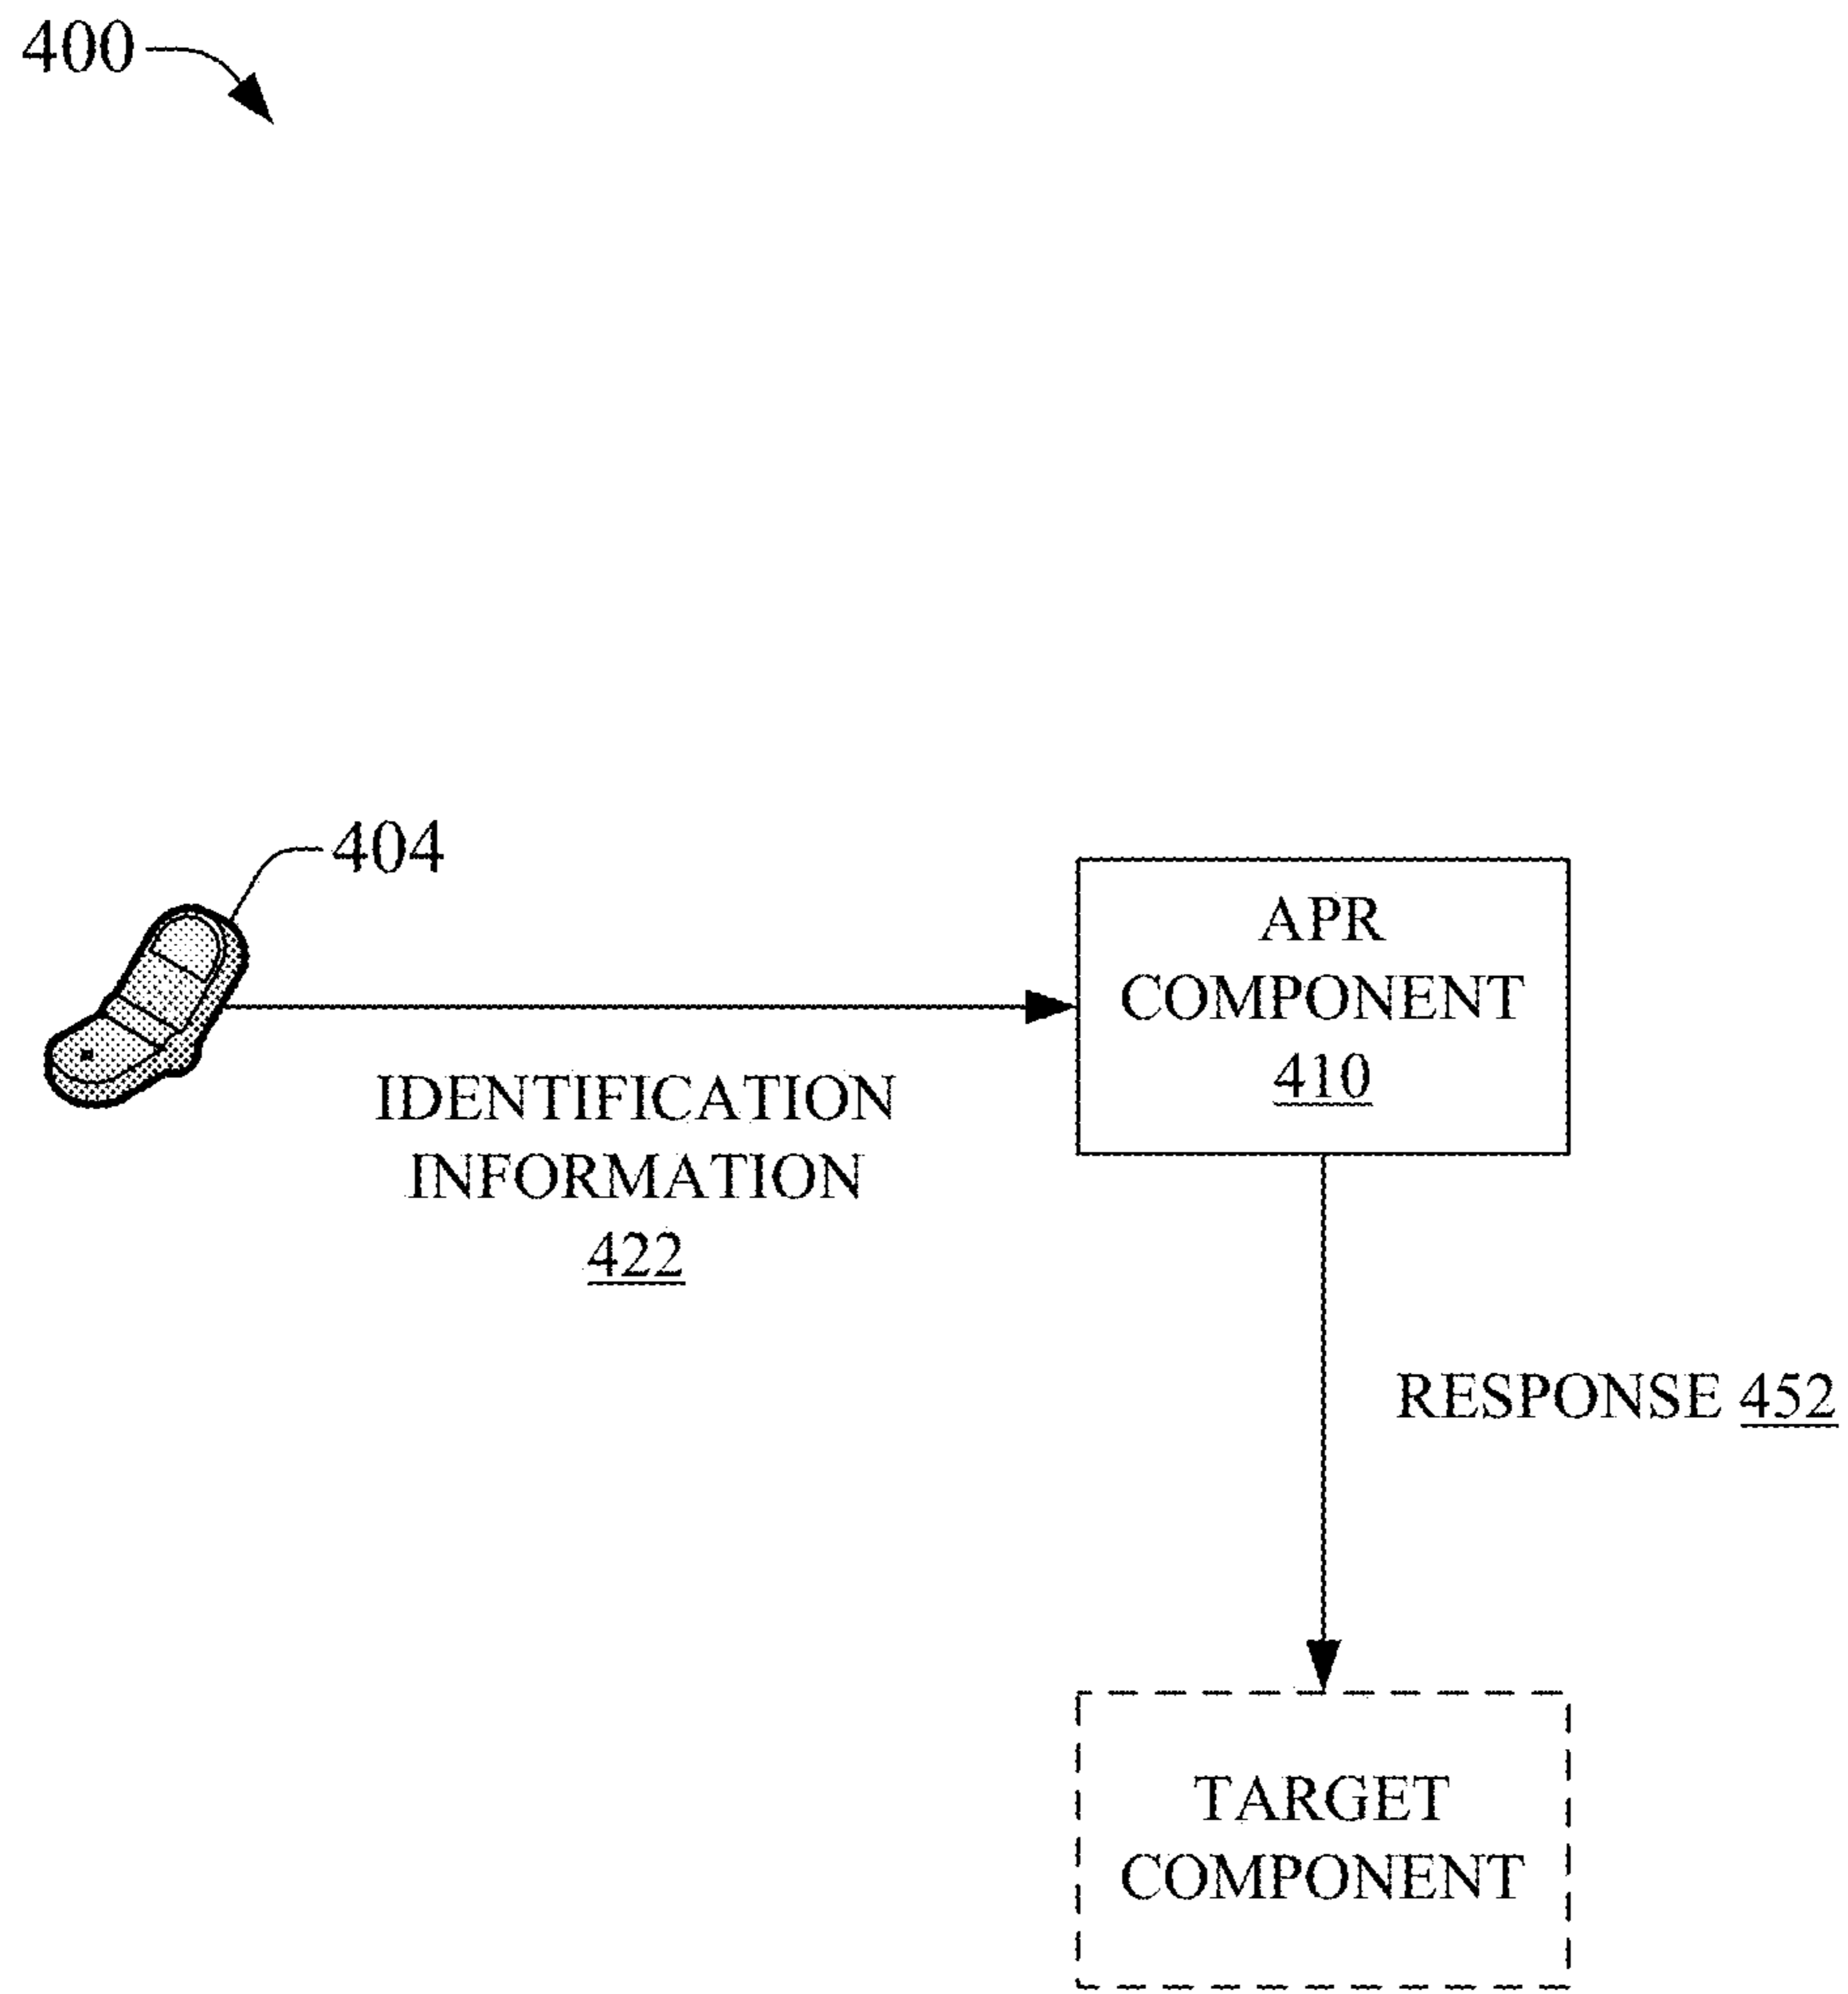 400
404
APR
COMPONENT
410
IDENTIFICATION
INFORMATION
422
RESPONSE 452
TARGET
COMPONENT